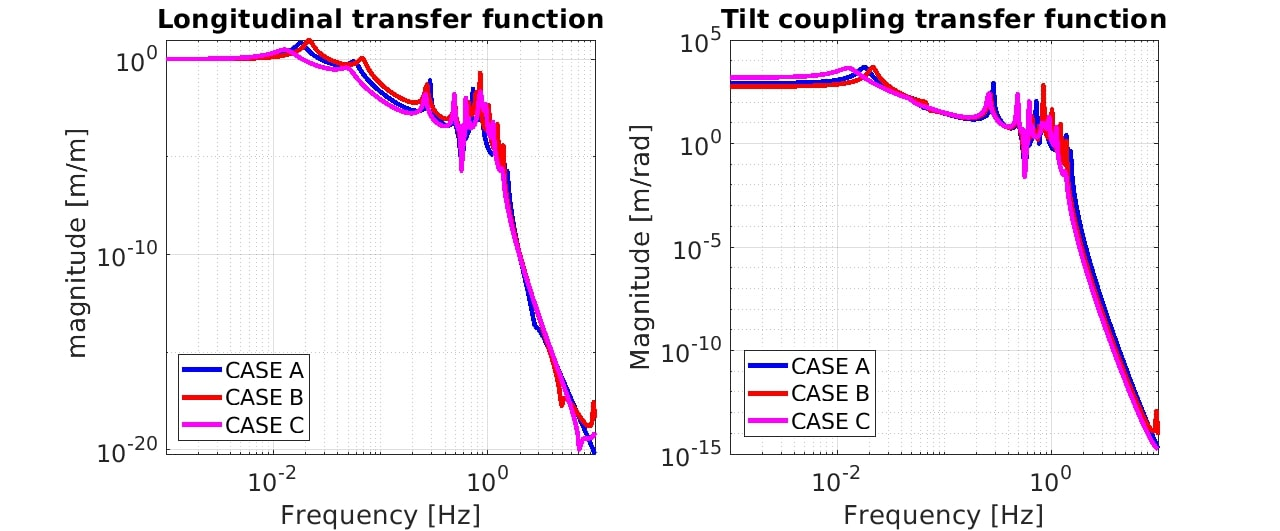 Longitudinal transfer function
magnitude [m/m]
10^0
10^-10
10^-20
CASE A
CASE B
CASE C
10^-2
10^0
Frequency [Hz]
Tilt coupling transfer function
Magnitude [m/rad]
10^5
10^0
10^-5
10^-10
10^-15
CASE A
CASE B
CASE C
10^-2
10^0
Frequency [Hz]